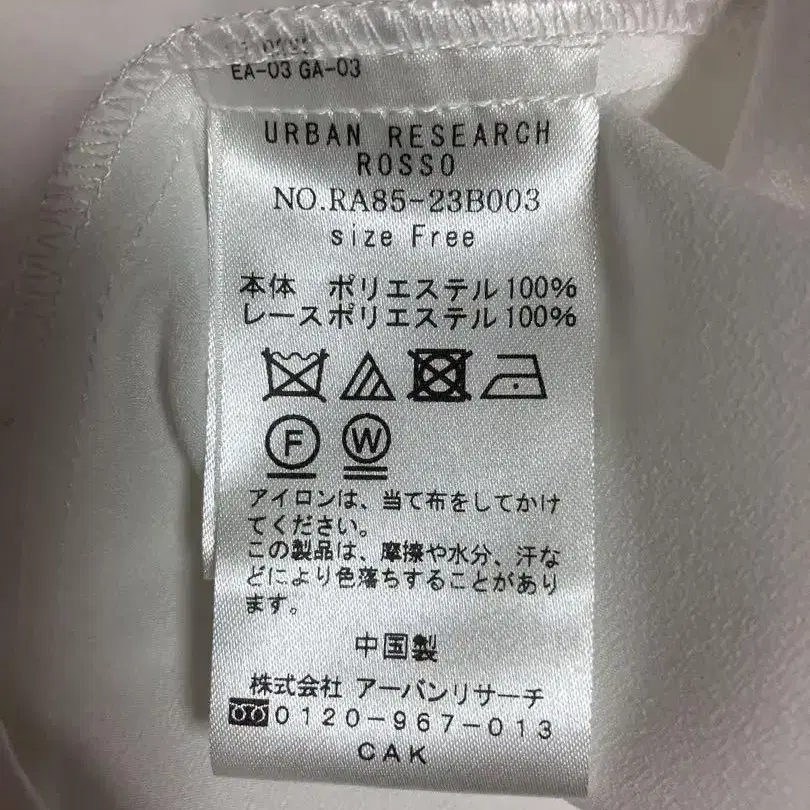 EA-03 GA-03
URBAN RESEARCH
ROSSO
NO.RA85-23B003
size Free
本体 ポリエステル100%
レースポリエステル100%
F W
アイロンは、当て布をしてかけ
てください。
この製品は、摩擦や水分、汗な
どにより色落ちすることがあり
ます。
中国製
株式会社 アーバンリサーチ
0120-967-013
CAK